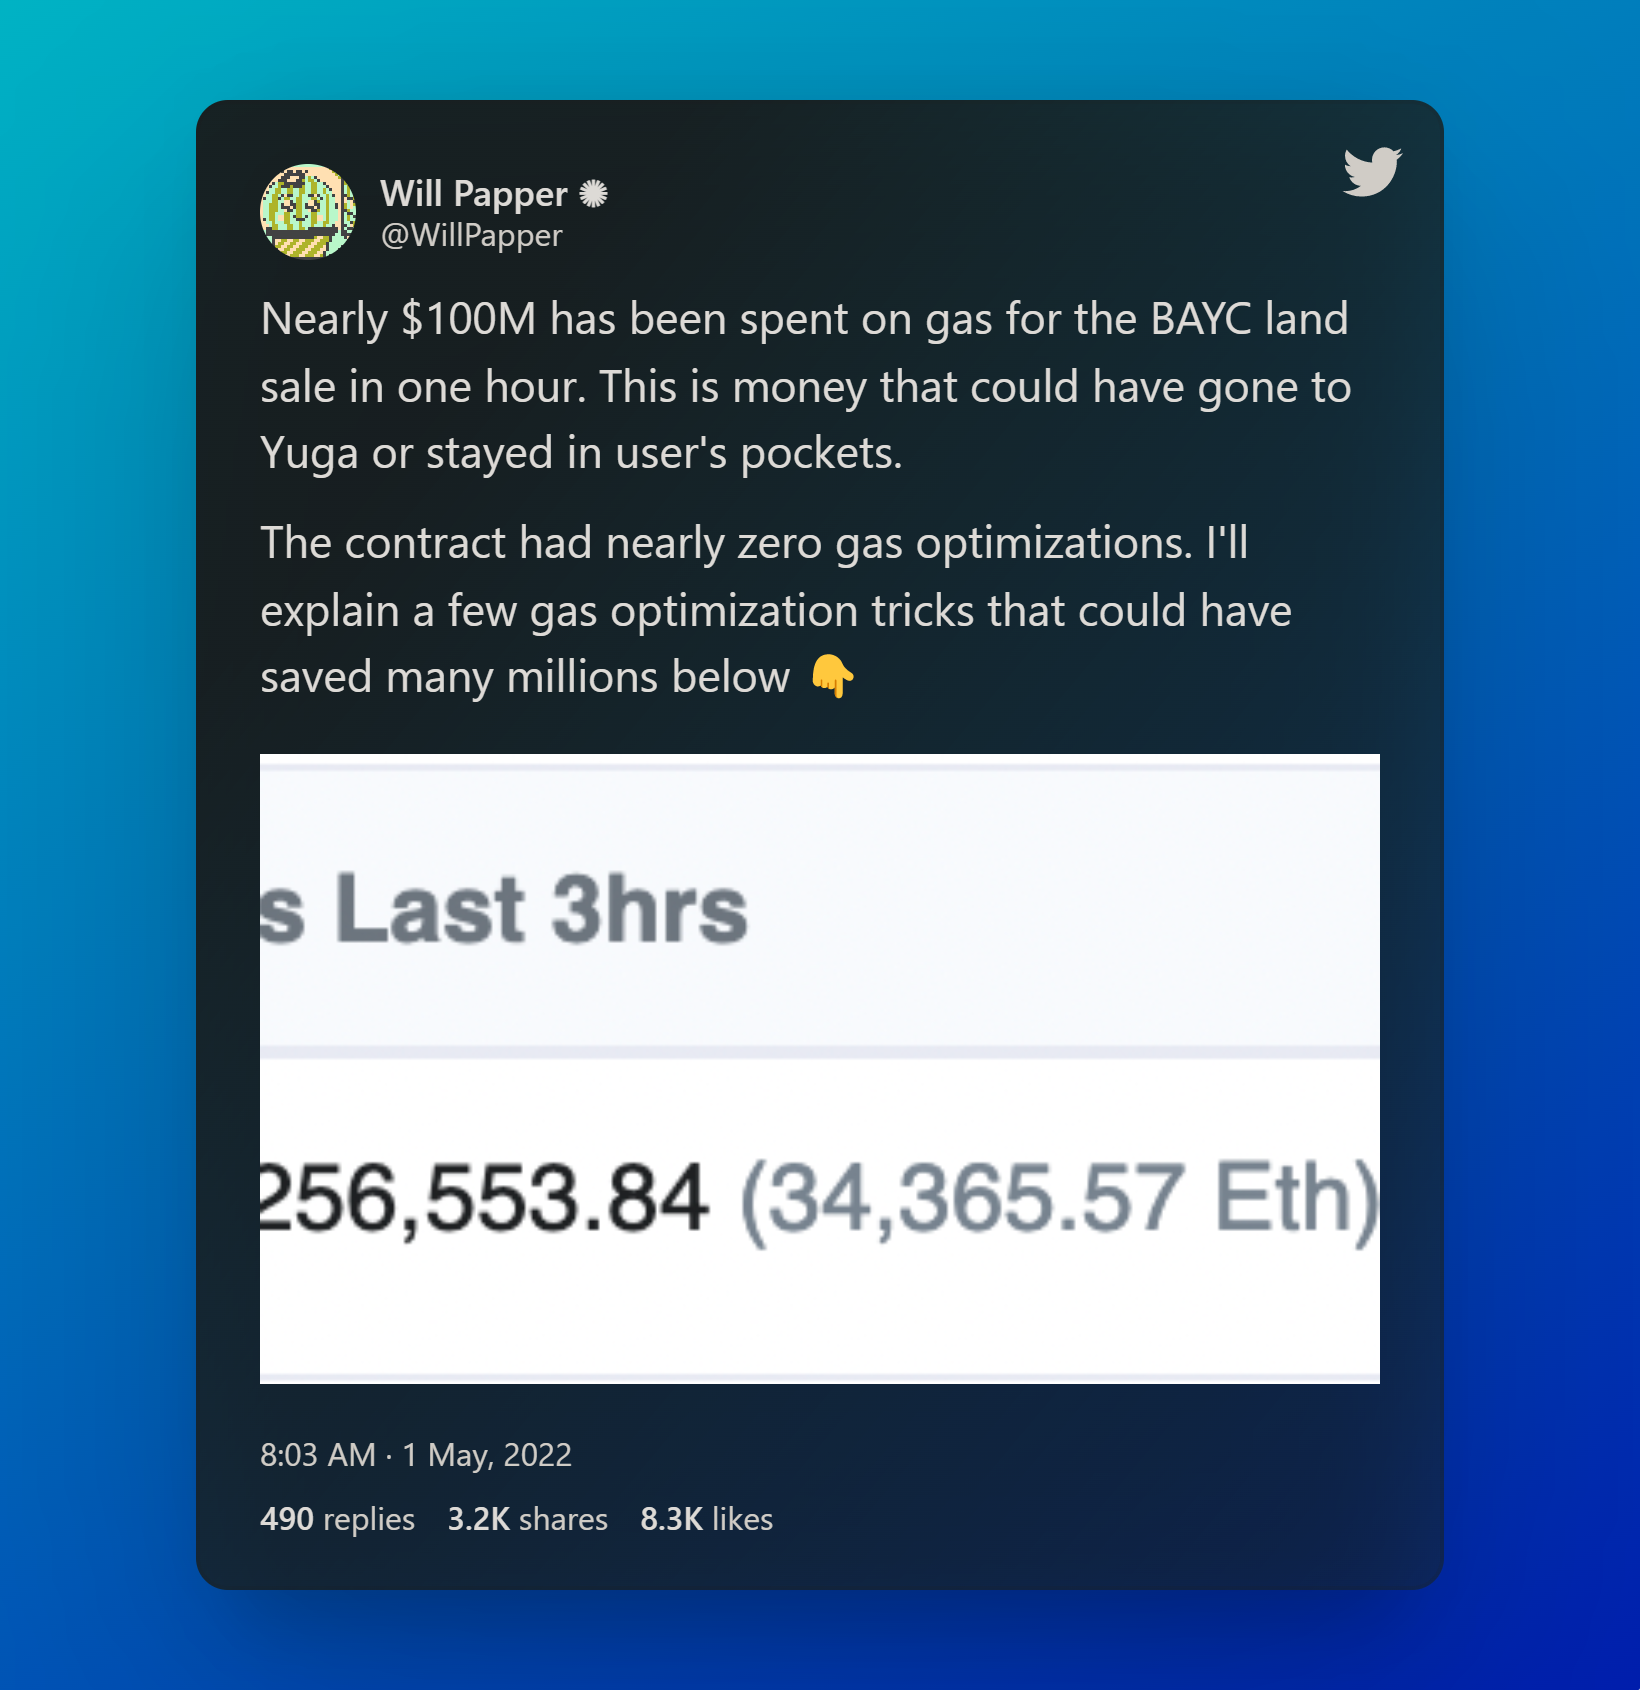 Will Papper ✺
@WillPapper
Nearly $100M has been spent on gas for the BAYC land
sale in one hour. This is money that could have gone to
Yuga or stayed in user's pockets.
The contract had nearly zero gas optimizations. I'll
explain a few gas optimization tricks that could have
saved many millions below 👇
s Last 3hrs
256,553.84 (34,365.57 Eth)
8:03 AM · 1 May, 2022
490 replies 3.2K shares 8.3K likes